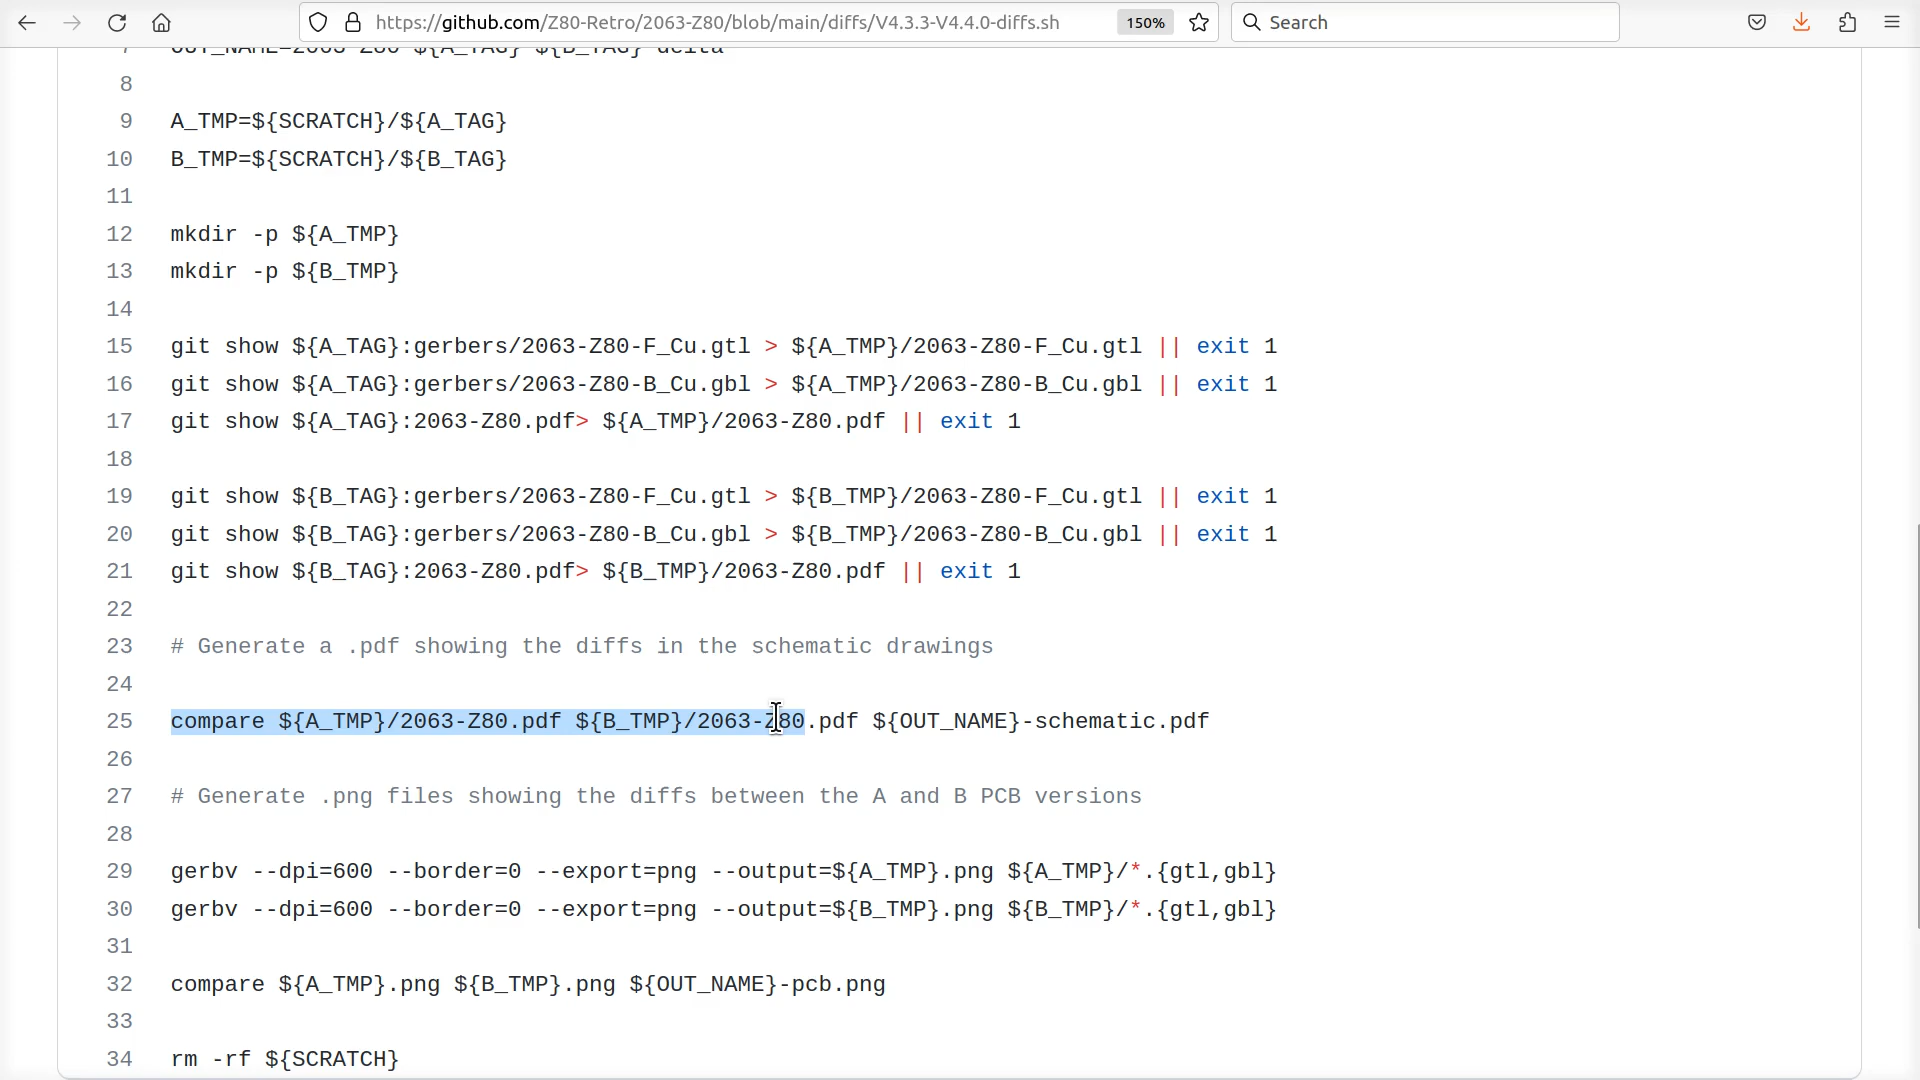 https://github.com/Z80-Retro/2063-Z80/blob/main/diffs/V4.3.3-V4.4.0-diffs.sh 150% Search
7 OUT_NAME=2063-Z80-${A_TAG}-${B_TAG}-delta
8
9 A_TMP=${SCRATCH}/${A_TAG}
10 B_TMP=${SCRATCH}/${B_TAG}
11
12 mkdir -p ${A_TMP}
13 mkdir -p ${B_TMP}
14
15 git show ${A_TAG}:gerbers/2063-Z80-F_Cu.gtl > ${A_TMP}/2063-Z80-F_Cu.gtl || exit 1
16 git show ${A_TAG}:gerbers/2063-Z80-B_Cu.gbl > ${A_TMP}/2063-Z80-B_Cu.gbl || exit 1
17 git show ${A_TAG}:2063-Z80.pdf> ${A_TMP}/2063-Z80.pdf || exit 1
18
19 git show ${B_TAG}:gerbers/2063-Z80-F_Cu.gtl > ${B_TMP}/2063-Z80-F_Cu.gtl || exit 1
20 git show ${B_TAG}:gerbers/2063-Z80-B_Cu.gbl > ${B_TMP}/2063-Z80-B_Cu.gbl || exit 1
21 git show ${B_TAG}:2063-Z80.pdf> ${B_TMP}/2063-Z80.pdf || exit 1
22
23 # Generate a .pdf showing the diffs in the schematic drawings
24
25 compare ${A_TMP}/2063-Z80.pdf ${B_TMP}/2063-Z80.pdf ${OUT_NAME}-schematic.pdf
26
27 # Generate .png files showing the diffs between the A and B PCB versions
28
29 gerbv --dpi=600 --border=0 --export=png --output=${A_TMP}.png ${A_TMP}/*.{gtl,gbl}
30 gerbv --dpi=600 --border=0 --export=png --output=${B_TMP}.png ${B_TMP}/*.{gtl,gbl}
31
32 compare ${A_TMP}.png ${B_TMP}.png ${OUT_NAME}-pcb.png
33
34 rm -rf ${SCRATCH}